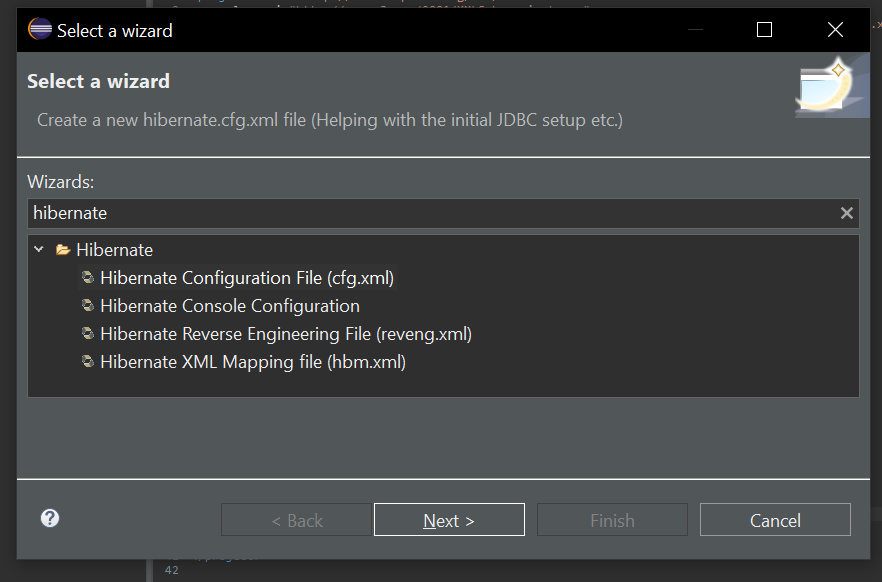 Select a wizard
Select a wizard
Create a new hibernate.cfg.xml file (Helping with the initial JDBC setup etc.)
Wizards:
hibernate
Hibernate
Hibernate Configuration File (cfg.xml)
Hibernate Console Configuration
Hibernate Reverse Engineering File (reveng.xml)
Hibernate XML Mapping file (hbm.xml)
< Back
Next >
Finish
Cancel
42